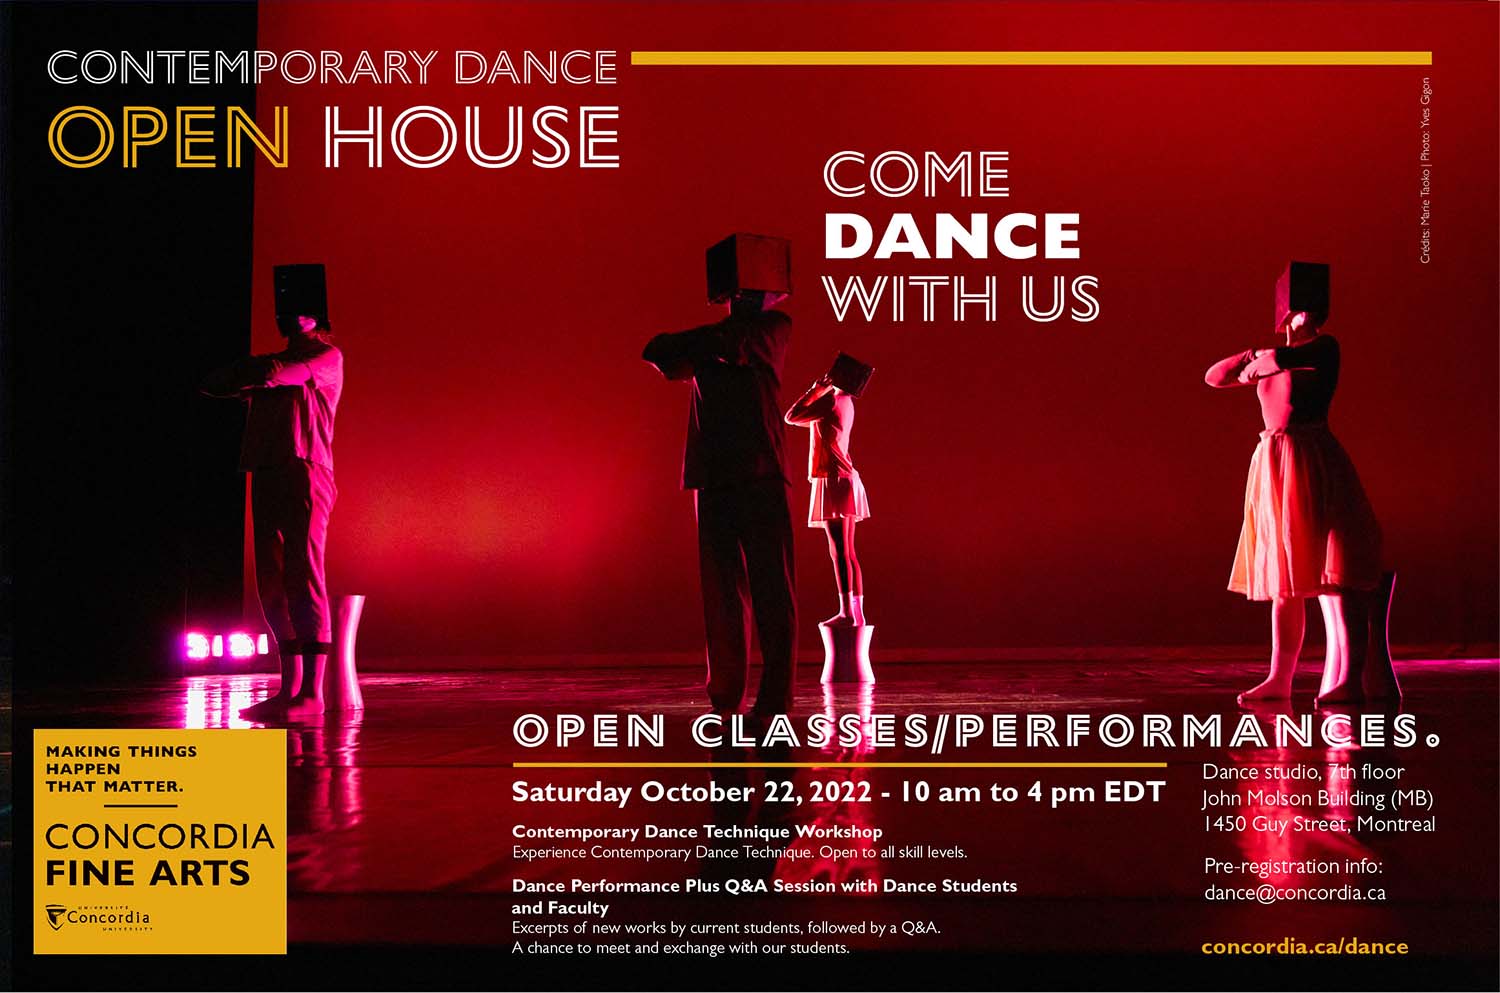 CONTEMPORARY DANCE
OPEN HOUSE
COME
DANCE
WITH US
Crédits: Marie Taoko | Photo: Yves Gigon
OPEN CLASSES/PERFORMANCES.
Saturday October 22, 2022 - 10 am to 4 pm EDT
Contemporary Dance Technique Workshop
Experience Contemporary Dance Technique. Open to all skill levels.
Dance Performance Plus Q&A Session with Dance Students
and Faculty
Excerpts of new works by current students, followed by a Q&A.
A chance to meet and exchange with our students.
Dance studio, 7th floor
John Molson Building (MB)
1450 Guy Street, Montreal
Pre-registration info:
dance@concordia.ca
concordia.ca/dance
MAKING THINGS
HAPPEN
THAT MATTER.
CONCORDIA
FINE ARTS
UNIVERSITÉ
Concordia
UNIVERSITY